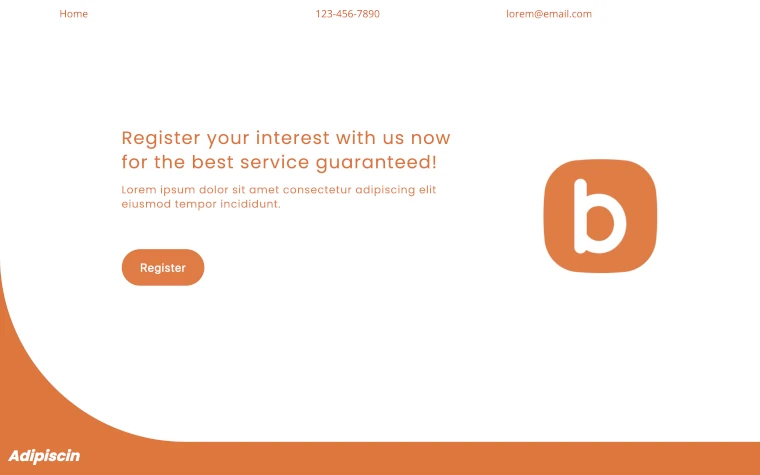 Home
123-456-7890
lorem@email.com
Register your interest with us now
for the best service guaranteed!
Lorem ipsum dolor sit amet consectetur adipiscing elit
eiusmod tempor incididunt.
b
Register
Adipiscin